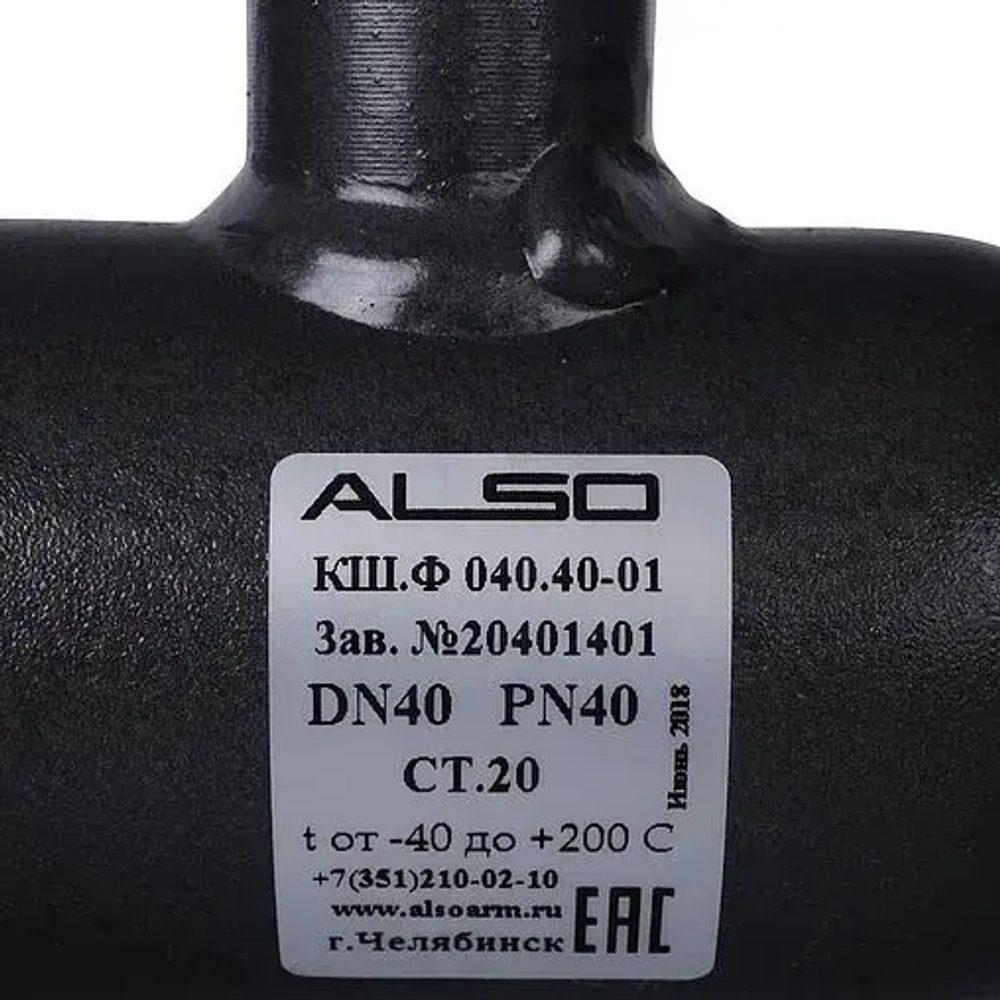 ALSO
КШ.Ф 040.40-01
Зав. №20401401
DN40 PN40
Июнь 2018
СТ.20
t от -40 до +200 С
+7(351)210-02-10
www.alsoarm.ru
г.Челябинск
EAC